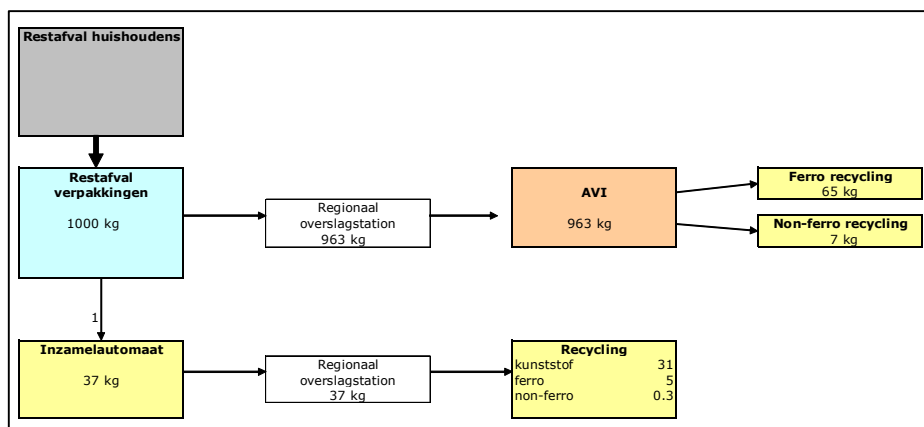 Restafval huishoudens
Restafval
verpakkingen
1000 kg
Regionaal
overslagstation
963 kg
AVI
963 kg
Ferro recycling
65 kg
Non-ferro recycling
7 kg
1
Inzamelautomaat
37 kg
Regionaal
overslagstation
37 kg
Recycling
kunststof 31
ferro 5
non-ferro 0.3